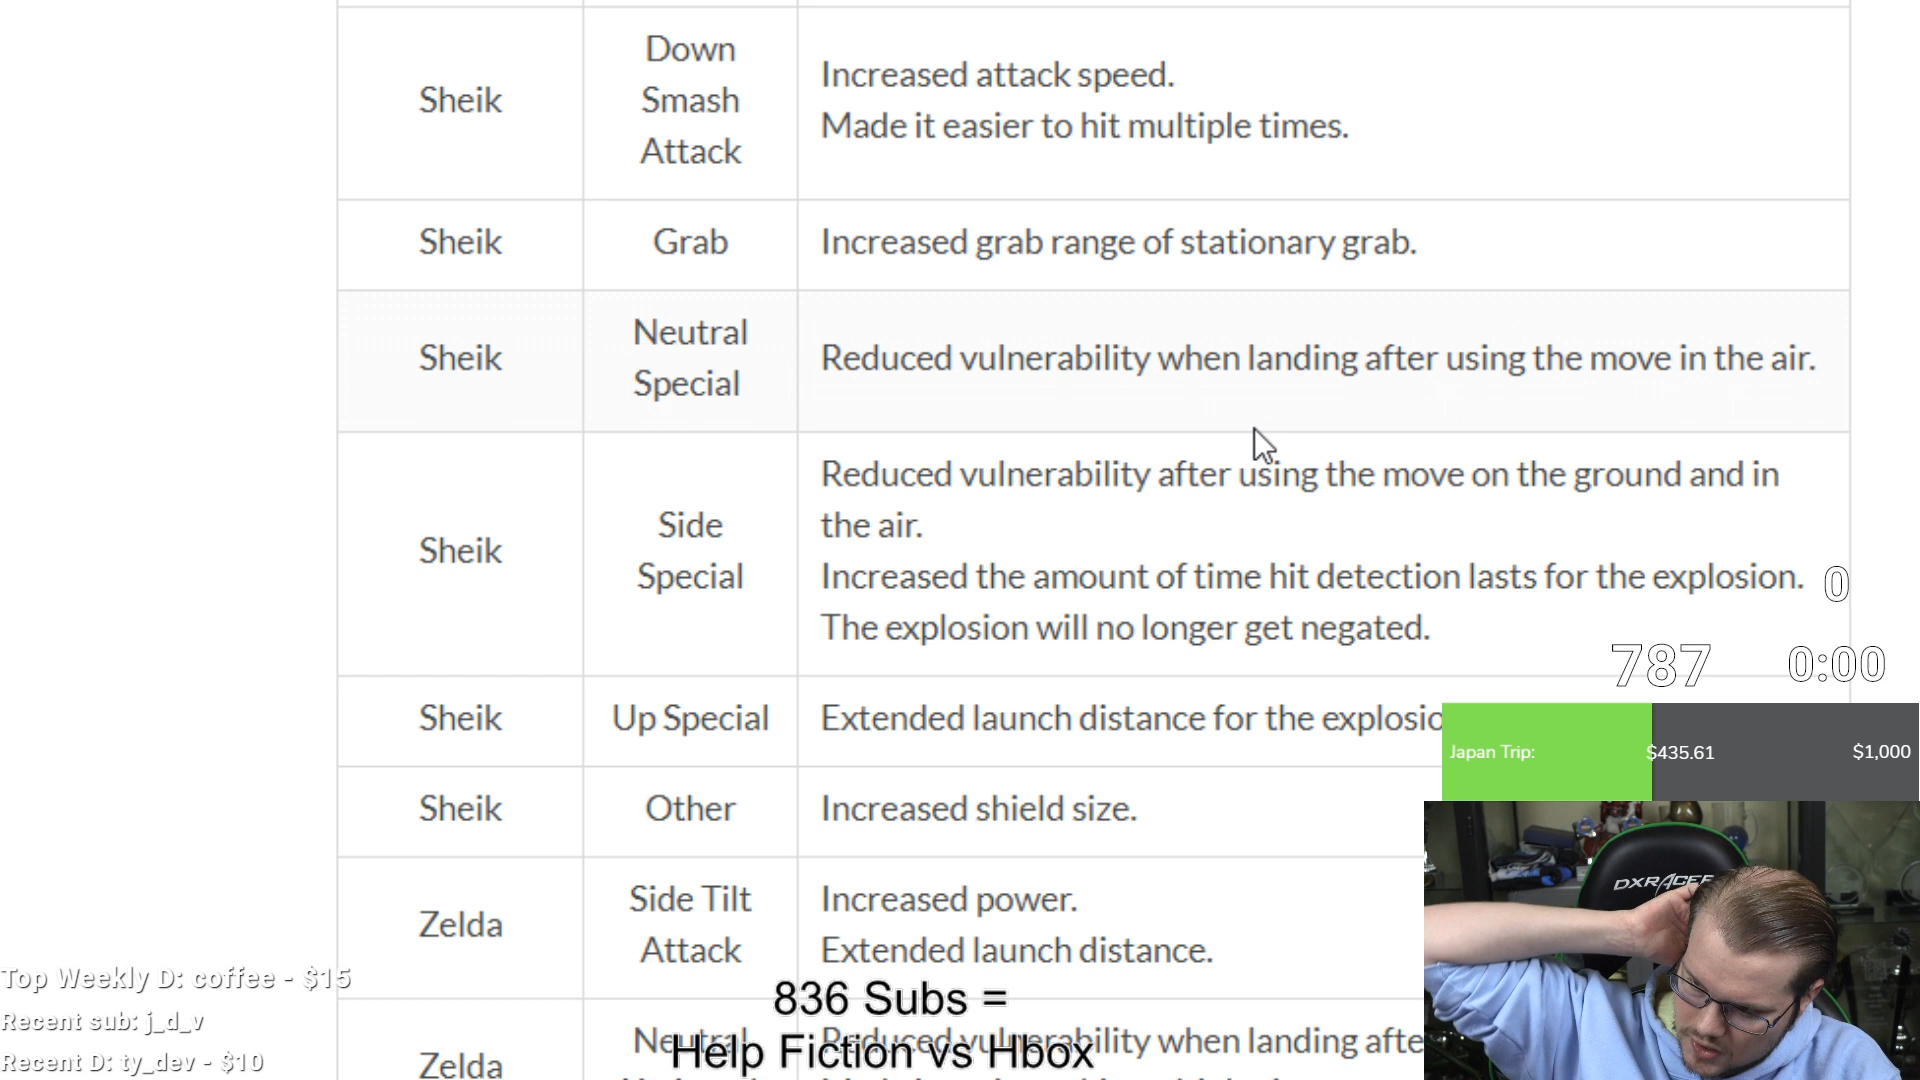 Sheik
Down
Smash
Attack
Increased attack speed.
Made it easier to hit multiple times.
Sheik
Grab
Increased grab range of stationary grab.
Sheik
Neutral
Special
Reduced vulnerability when landing after using the move in the air.
Sheik
Side
Special
Reduced vulnerability after using the move on the ground and in
the air.
Increased the amount of time hit detection lasts for the explosion.
The explosion will no longer get negated.
0
787
0:00
Sheik
Up Special
Extended launch distance for the explosio
Japan Trip:
$435.61
$1,000
Sheik
Other
Increased shield size.
DXRACER
Zelda
Side Tilt
Attack
Increased power.
Extended launch distance.
Top Weekly D: coffee - $15
Recent sub: j_d_v
Recent D: ty_dev - $10
836 Subs =
Help Fiction vs Hbox
Zelda
Neutral
Reduced vulnerability when landing afte